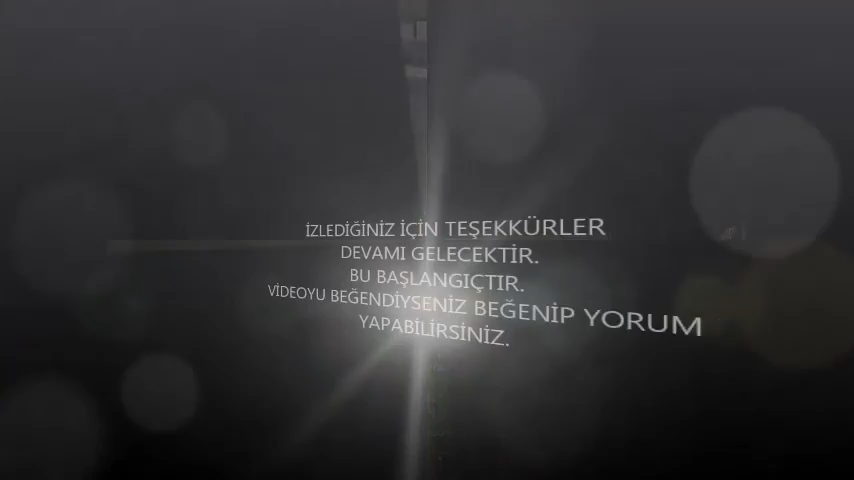 İZLEDİĞİNİZ İÇİN TEŞEKKÜRLER
DEVAMI GELECEKTİR.
BU BAŞLANGIÇTIR.
VİDEOYU BEĞENDİYSENİZ BEĞENİP YORUM
YAPABİLİRSİNİZ.